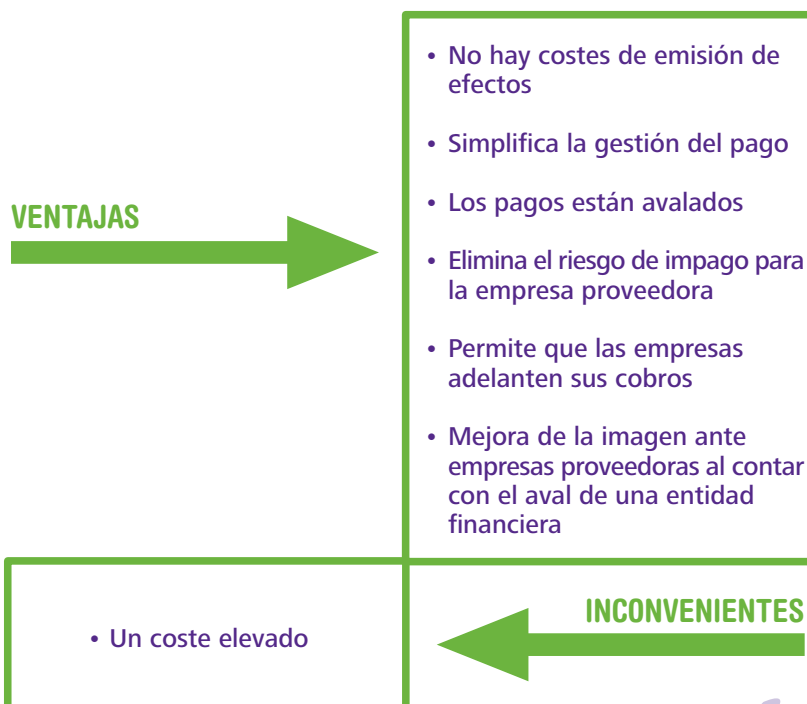 VENTAJAS
• No hay costes de emisión de
efectos
• Simplifica la gestión del pago
• Los pagos están avalados
• Elimina el riesgo de impago para
la empresa proveedora
• Permite que las empresas
adelanten sus cobros
• Mejora de la imagen ante
empresas proveedoras al contar
con el aval de una entidad
financiera
INCONVENIENTES
• Un coste elevado